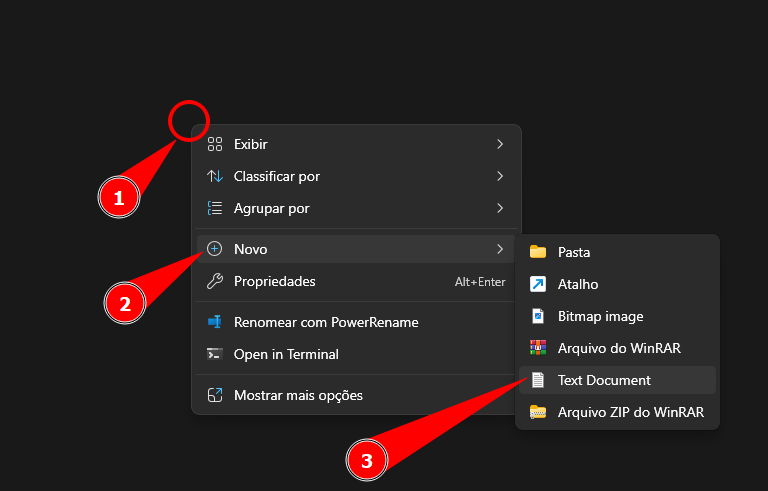 Exibir
1
Classificar por
Agrupar por
2
Novo
Pasta
Propriedades Alt+Enter
Atalho
Renomear com PowerRename
Bitmap image
Open in Terminal
Arquivo do WinRAR
Mostrar mais opções
Text Document
3
Arquivo ZIP do WinRAR